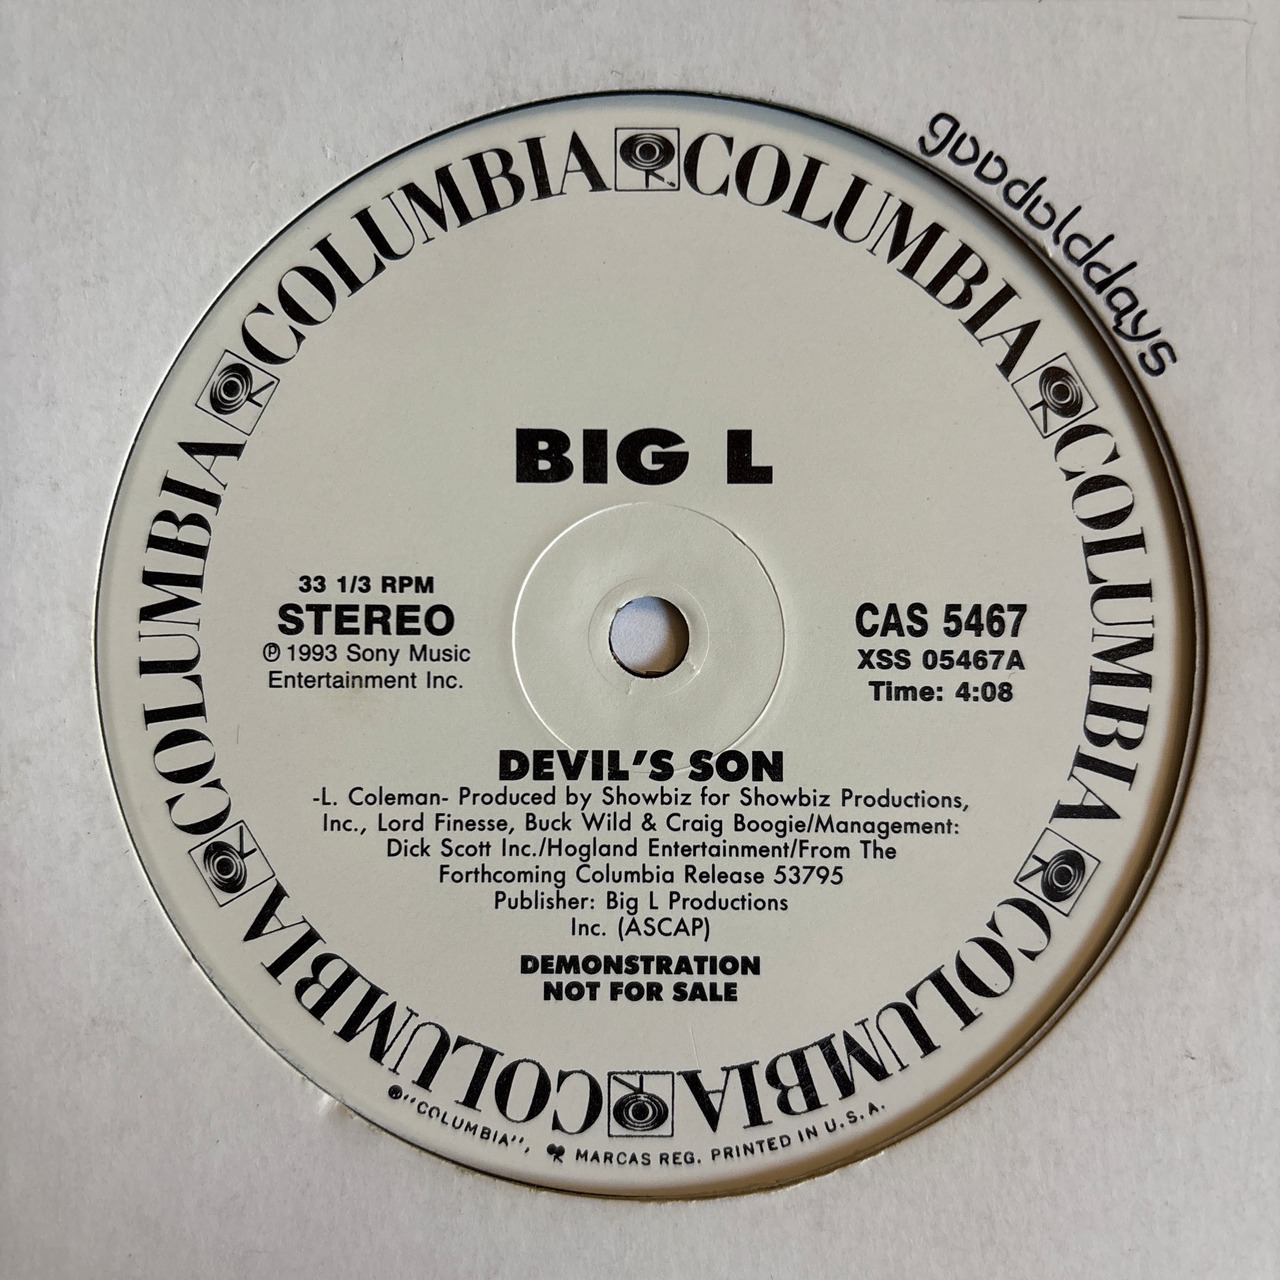 COLUMBIA COLUMBIA COLUMBIA COLUMBIA COLUMBIA COLUMBIA
goodolddays
BIG L
33 1/3 RPM
STEREO
Ⓟ 1993 Sony Music
Entertainment Inc.
CAS 5467
XSS 05467A
Time: 4:08
DEVIL'S SON
-L. Coleman- Produced by Showbiz for Showbiz Productions,
Inc., Lord Finesse, Buck Wild & Craig Boogie/Management:
Dick Scott Inc./Hogland Entertainment/From The
Forthcoming Columbia Release 53795
Publisher: Big L Productions
Inc. (ASCAP)
DEMONSTRATION
NOT FOR SALE
®"COLUMBIA", MARCAS REG. PRINTED IN U.S.A.